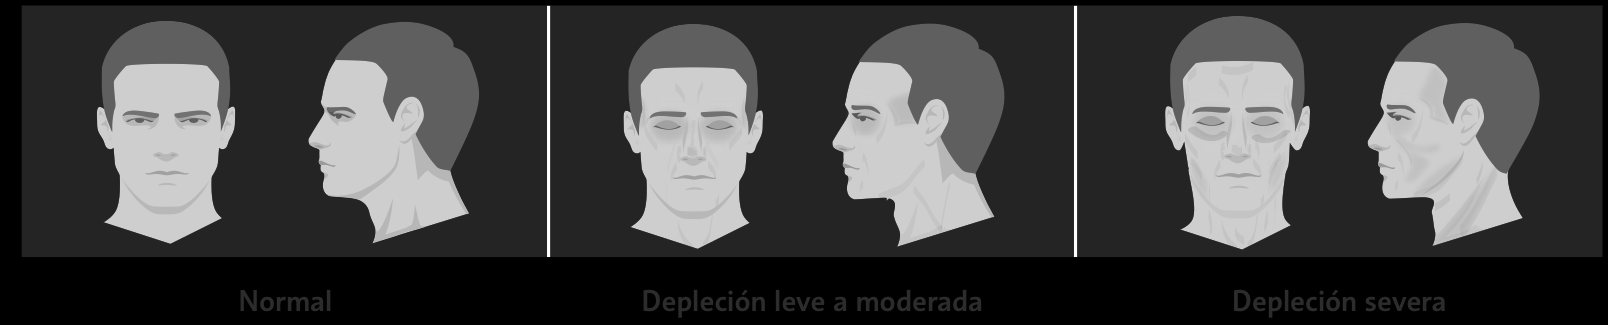 Normal
Depleción leve a moderada
Depleción severa